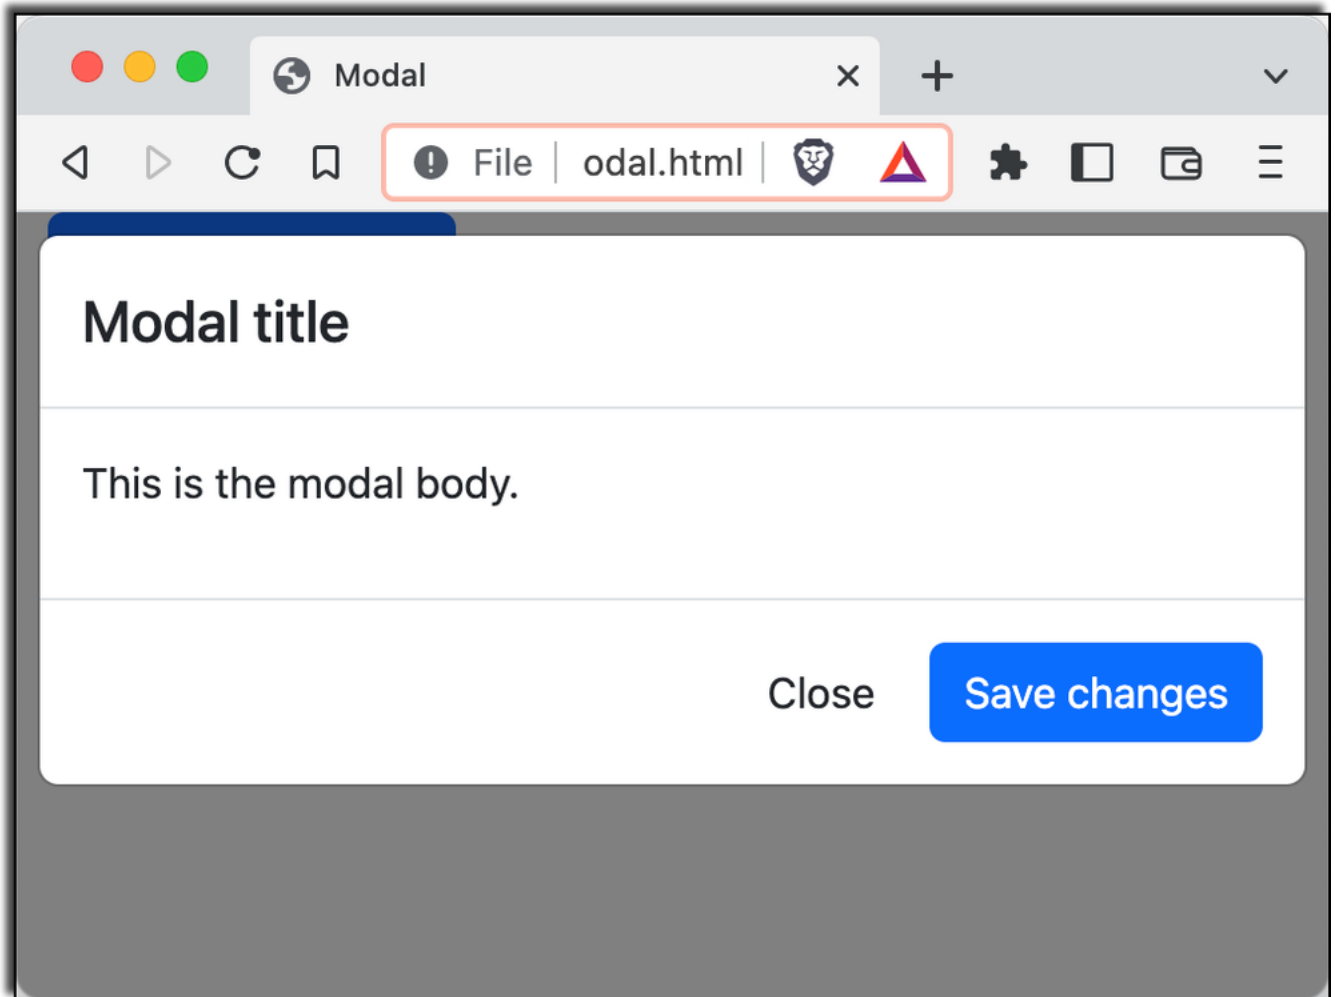 Modal
File odal.html
Modal title
This is the modal body.
Close Save changes